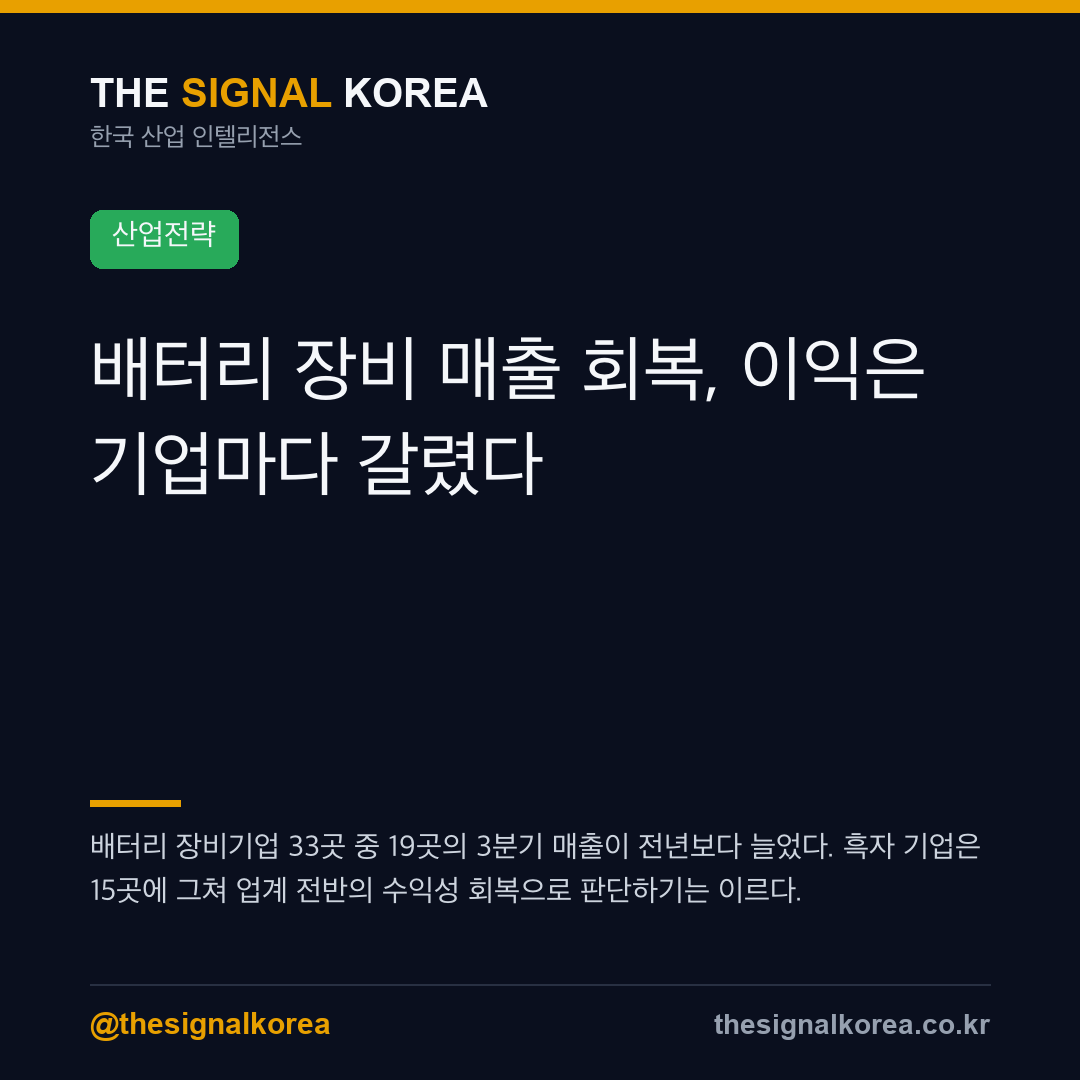 THE SIGNAL KOREA
한국 산업 인텔리전스
산업전략
배터리 장비 매출 회복, 이익은
기업마다 갈렸다
배터리 장비기업 33곳 중 19곳의 3분기 매출이 전년보다 늘었다. 흑자 기업은
15곳에 그쳐 업계 전반의 수익성 회복으로 판단하기는 이르다.
@thesignalkorea
thesignalkorea.co.kr